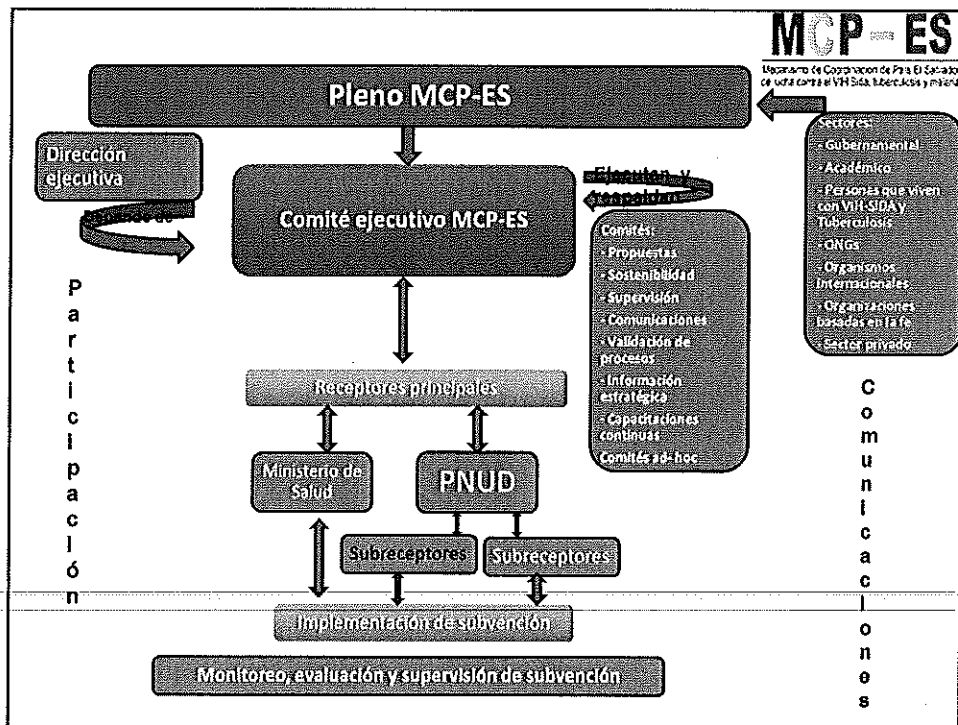 MCP-ES
Mecanismo de Coordinación de País El Salvador
de lucha contra el VIH Sida, tuberculosis y malaria
Pleno MCP-ES
Dirección
ejecutiva
Comité ejecutivo MCP-ES
Ejecutan y
respaldan
Sectores:
- Gubernamental
- Académico
- Personas que viven
con VIH-SIDA y
Tuberculosis
- ONGs
- Organismos
Internacionales
- Organizaciones
basadas en la fe
- Sector privado
Comités:
- Propuestas
- Sostenibilidad
- Supervisión
- Comunicaciones
- Validación de
procesos
- Información
estratégica
- Capacitaciones
continuas
Comités ad-hoc
Participación
Receptores principales
Ministerio de
Salud
PNUD
Subreceptores
Subreceptores
Implementación de subvención
Monitoreo, evaluación y supervisión de subvención
Comunicaciones